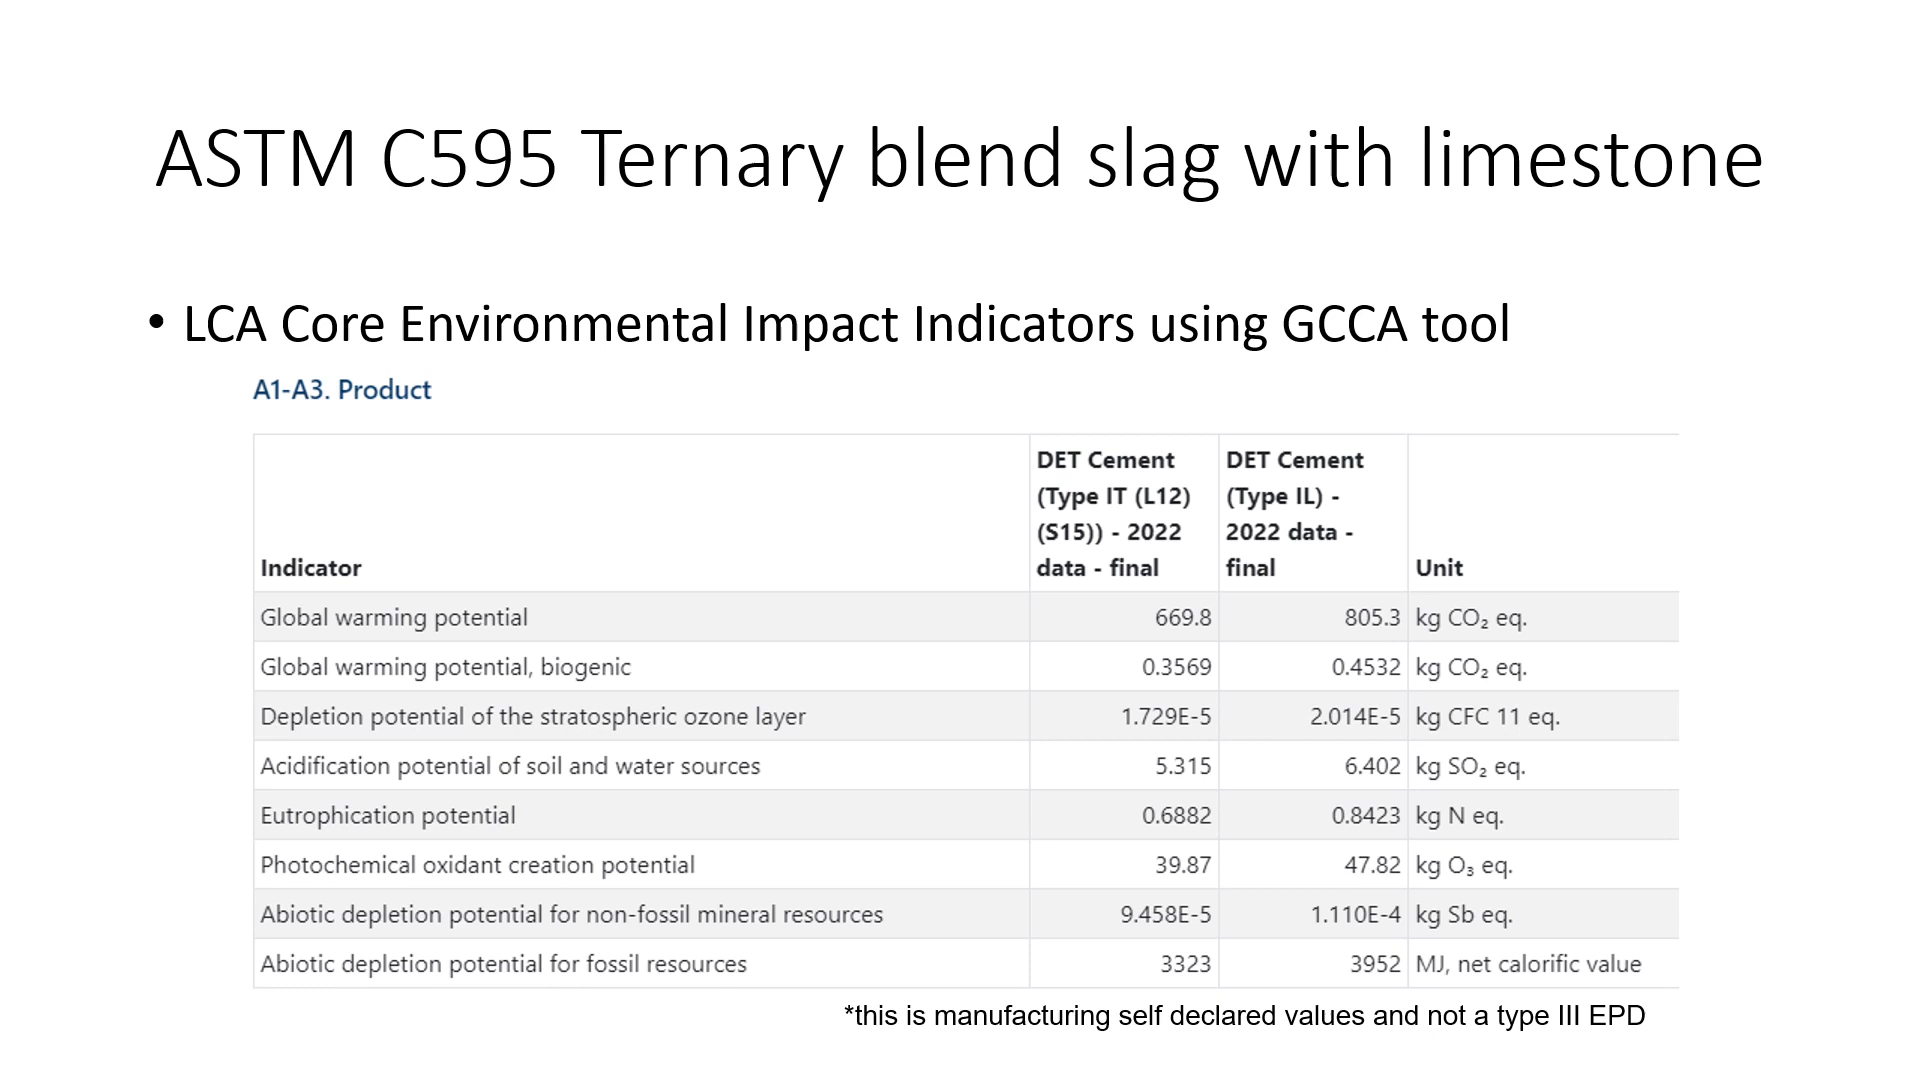 ASTM C595 Ternary blend slag with limestone
• LCA Core Environmental Impact Indicators using GCCA tool
A1-A3. Product
Indicator DET Cement (Type IT (L12) (S15)) - 2022 data - final DET Cement (Type IL) - 2022 data - final Unit
Global warming potential 669.8 805.3 kg CO₂ eq.
Global warming potential, biogenic 0.3569 0.4532 kg CO₂ eq.
Depletion potential of the stratospheric ozone layer 1.729E-5 2.014E-5 kg CFC 11 eq.
Acidification potential of soil and water sources 5.315 6.402 kg SO₂ eq.
Eutrophication potential 0.6882 0.8423 kg N eq.
Photochemical oxidant creation potential 39.87 47.82 kg O₃ eq.
Abiotic depletion potential for non-fossil mineral resources 9.458E-5 1.110E-4 kg Sb eq.
Abiotic depletion potential for fossil resources 3323 3952 MJ, net calorific value
*this is manufacturing self declared values and not a type III EPD